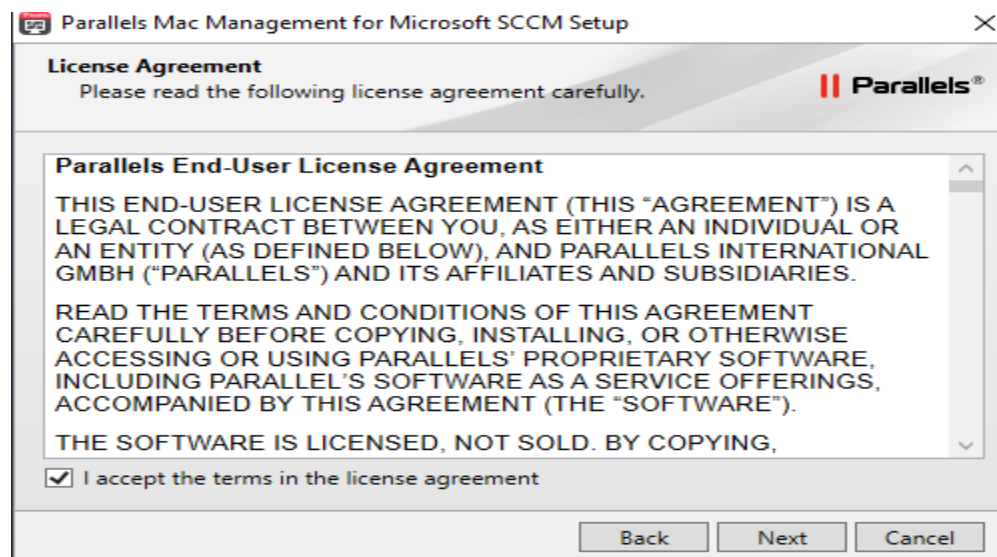 Parallels Mac Management for Microsoft SCCM Setup
License Agreement
Please read the following license agreement carefully.
Parallels®
Parallels End-User License Agreement
THIS END-USER LICENSE AGREEMENT (THIS “AGREEMENT”) IS A
LEGAL CONTRACT BETWEEN YOU, AS EITHER AN INDIVIDUAL OR
AN ENTITY (AS DEFINED BELOW), AND PARALLELS INTERNATIONAL
GMBH (“PARALLELS”) AND ITS AFFILIATES AND SUBSIDIARIES.
READ THE TERMS AND CONDITIONS OF THIS AGREEMENT
CAREFULLY BEFORE COPYING, INSTALLING, OR OTHERWISE
ACCESSING OR USING PARALLELS’ PROPRIETARY SOFTWARE,
INCLUDING PARALLEL’S SOFTWARE AS A SERVICE OFFERINGS,
ACCOMPANIED BY THIS AGREEMENT (THE “SOFTWARE”).
THE SOFTWARE IS LICENSED, NOT SOLD. BY COPYING,
I accept the terms in the license agreement
Back Next Cancel